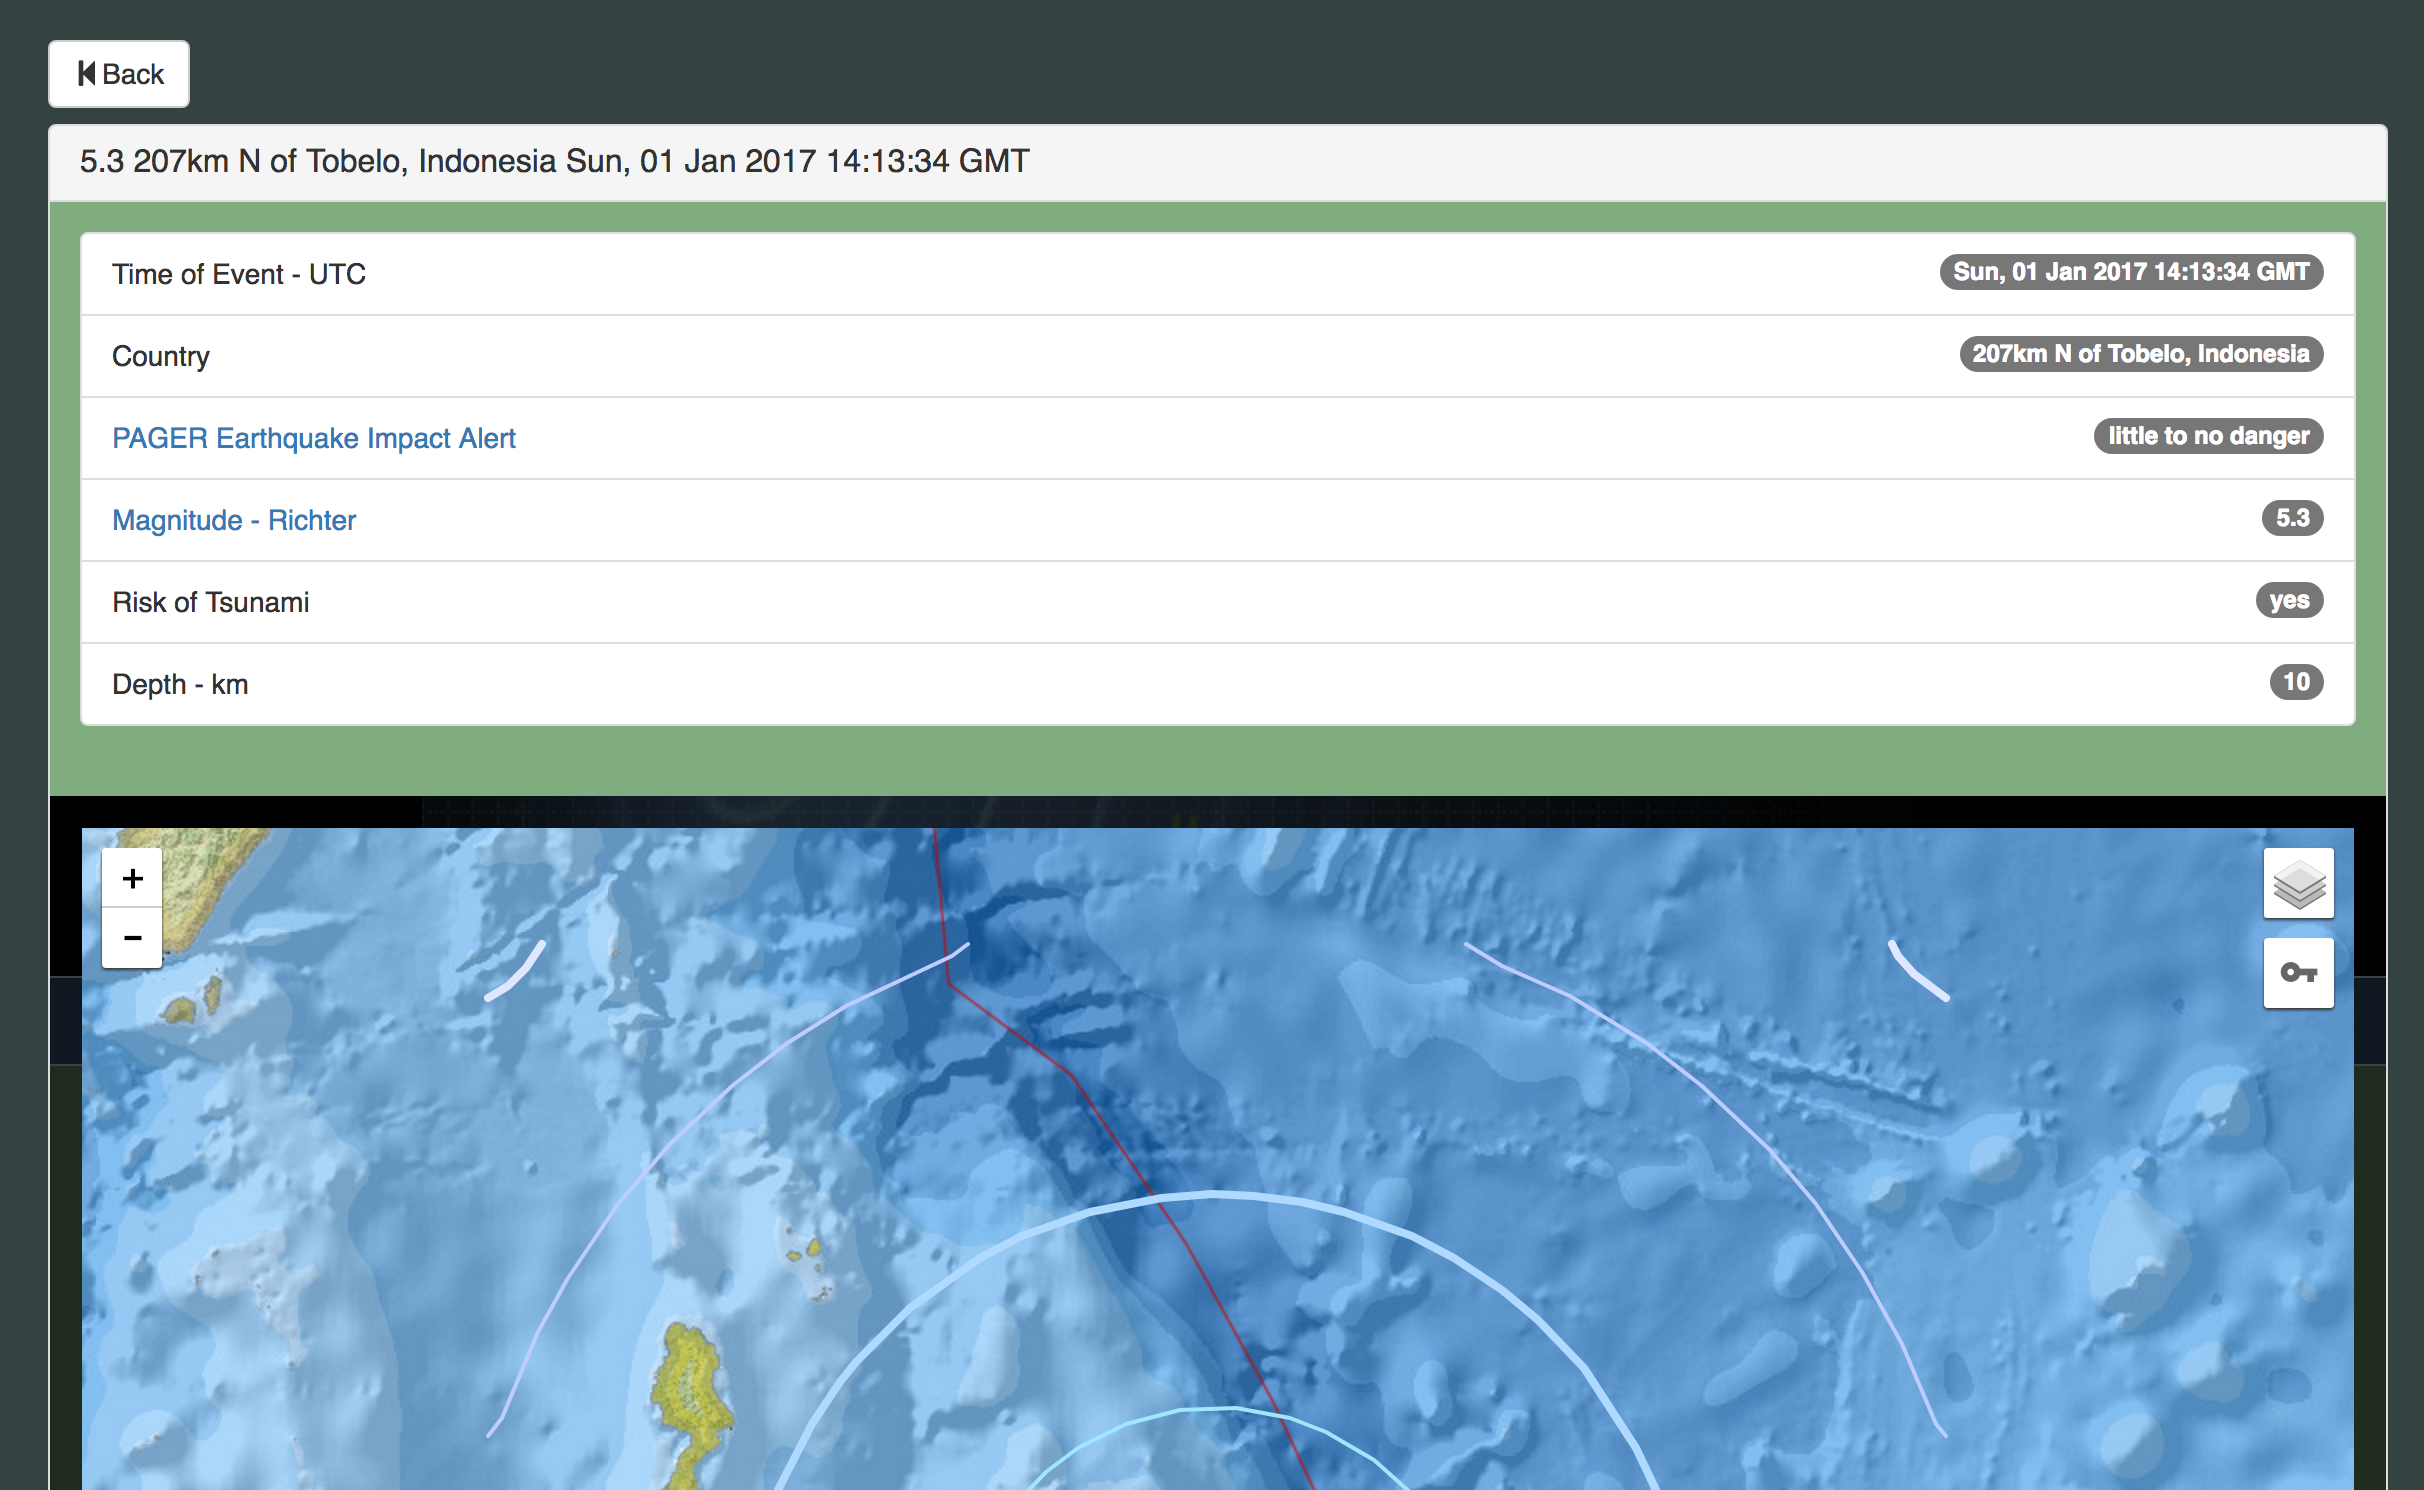 Back
5.3 207km N of Tobelo, Indonesia Sun, 01 Jan 2017 14:13:34 GMT
Time of Event - UTC Sun, 01 Jan 2017 14:13:34 GMT
Country 207km N of Tobelo, Indonesia
PAGER Earthquake Impact Alert little to no danger
Magnitude - Richter 5.3
Risk of Tsunami yes
Depth - km 10
+
−